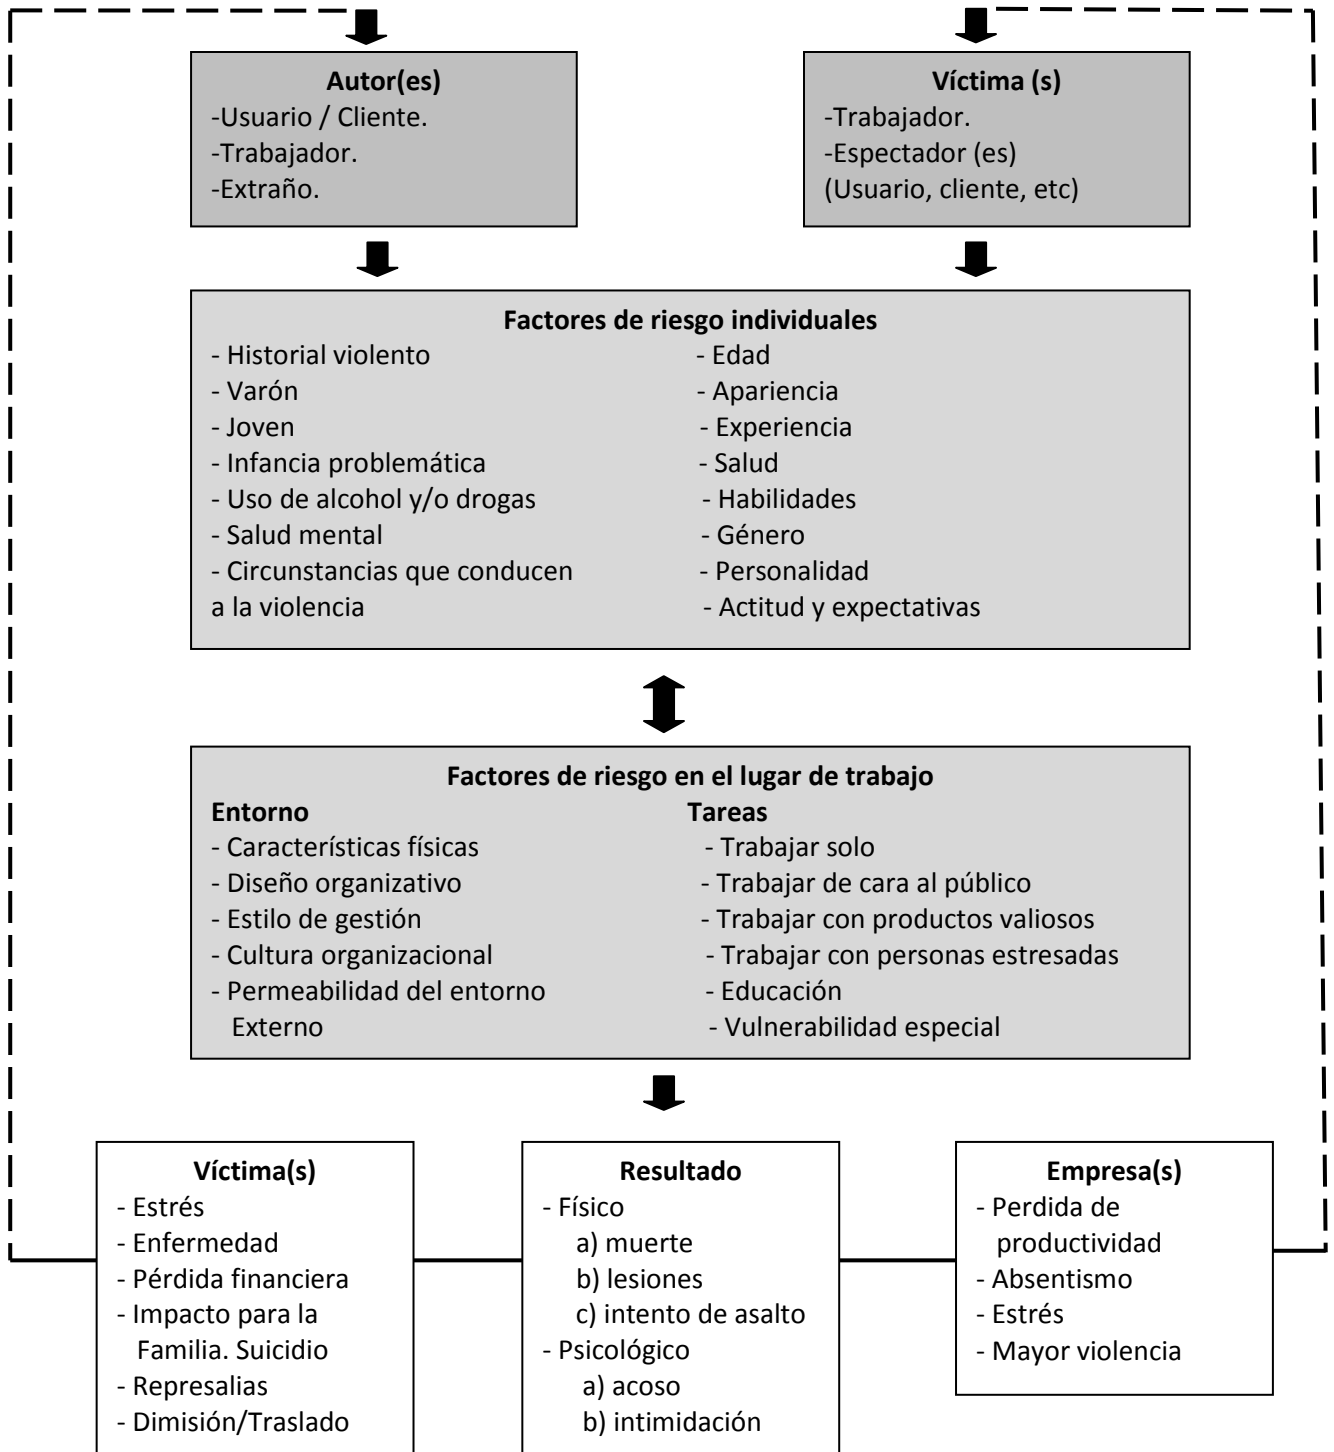 Autor(es)
-Usuario / Cliente.
-Trabajador.
-Extraño.
Víctima (s)
-Trabajador.
-Espectador (es)
(Usuario, cliente, etc)
Factores de riesgo individuales
- Historial violento
- Varón
- Joven
- Infancia problemática
- Uso de alcohol y/o drogas
- Salud mental
- Circunstancias que conducen
a la violencia
- Edad
- Apariencia
- Experiencia
- Salud
- Habilidades
- Género
- Personalidad
- Actitud y expectativas
Factores de riesgo en el lugar de trabajo
Entorno
- Características físicas
- Diseño organizativo
- Estilo de gestión
- Cultura organizacional
- Permeabilidad del entorno
Externo
Tareas
- Trabajar solo
- Trabajar de cara al público
- Trabajar con productos valiosos
- Trabajar con personas estresadas
- Educación
- Vulnerabilidad especial
Víctima(s)
- Estrés
- Enfermedad
- Pérdida financiera
- Impacto para la
Familia. Suicidio
- Represalias
- Dimisión/Traslado
Resultado
- Físico
a) muerte
b) lesiones
c) intento de asalto
- Psicológico
a) acoso
b) intimidación
Empresa(s)
- Perdida de
productividad
- Absentismo
- Estrés
- Mayor violencia